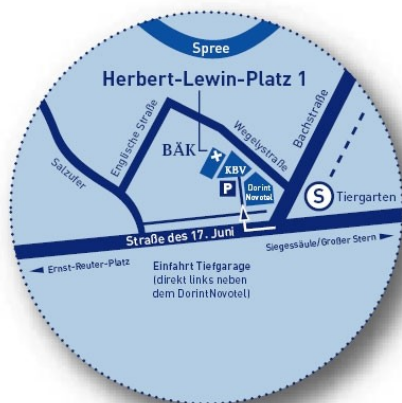 Spree
Herbert-Lewin-Platz 1
Englische Straße
Wegelystraße
Bachstraße
BÄK
Salzufer
KBV
P
Dorint
Novotel
S
Tiergarten
Straße des 17. Juni
Siegessäule/Großer Stern
Ernst-Reuter-Platz
Einfahrt Tiefgarage
(direkt links neben
dem DorintNovotel)